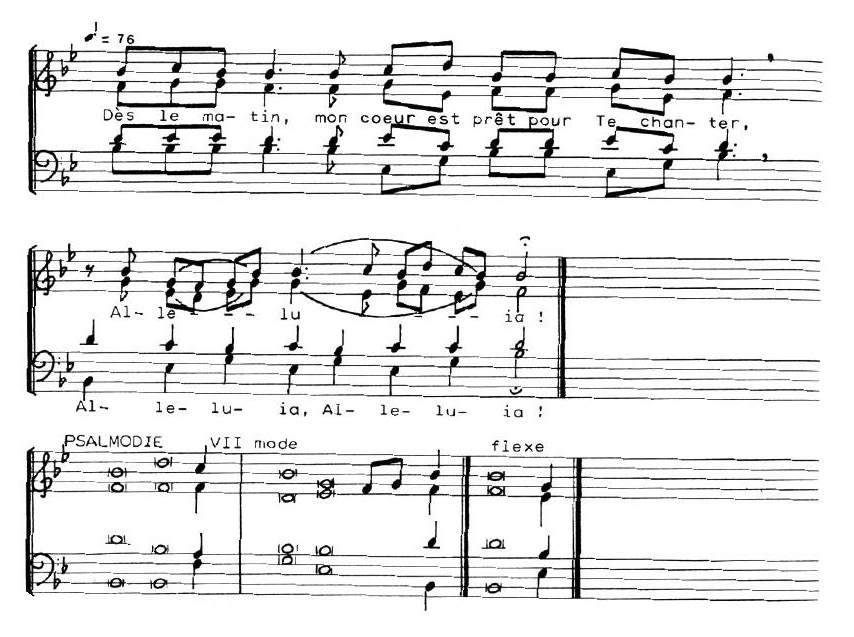 ♩. = 76
Dès le ma- tin, mon coeur est prêt pour Te chan- ter,
Al- le - - - lu - - - ia !
Al- le- lu- ia, Al- le- lu- ia !
PSALMODIE VII mode flexe